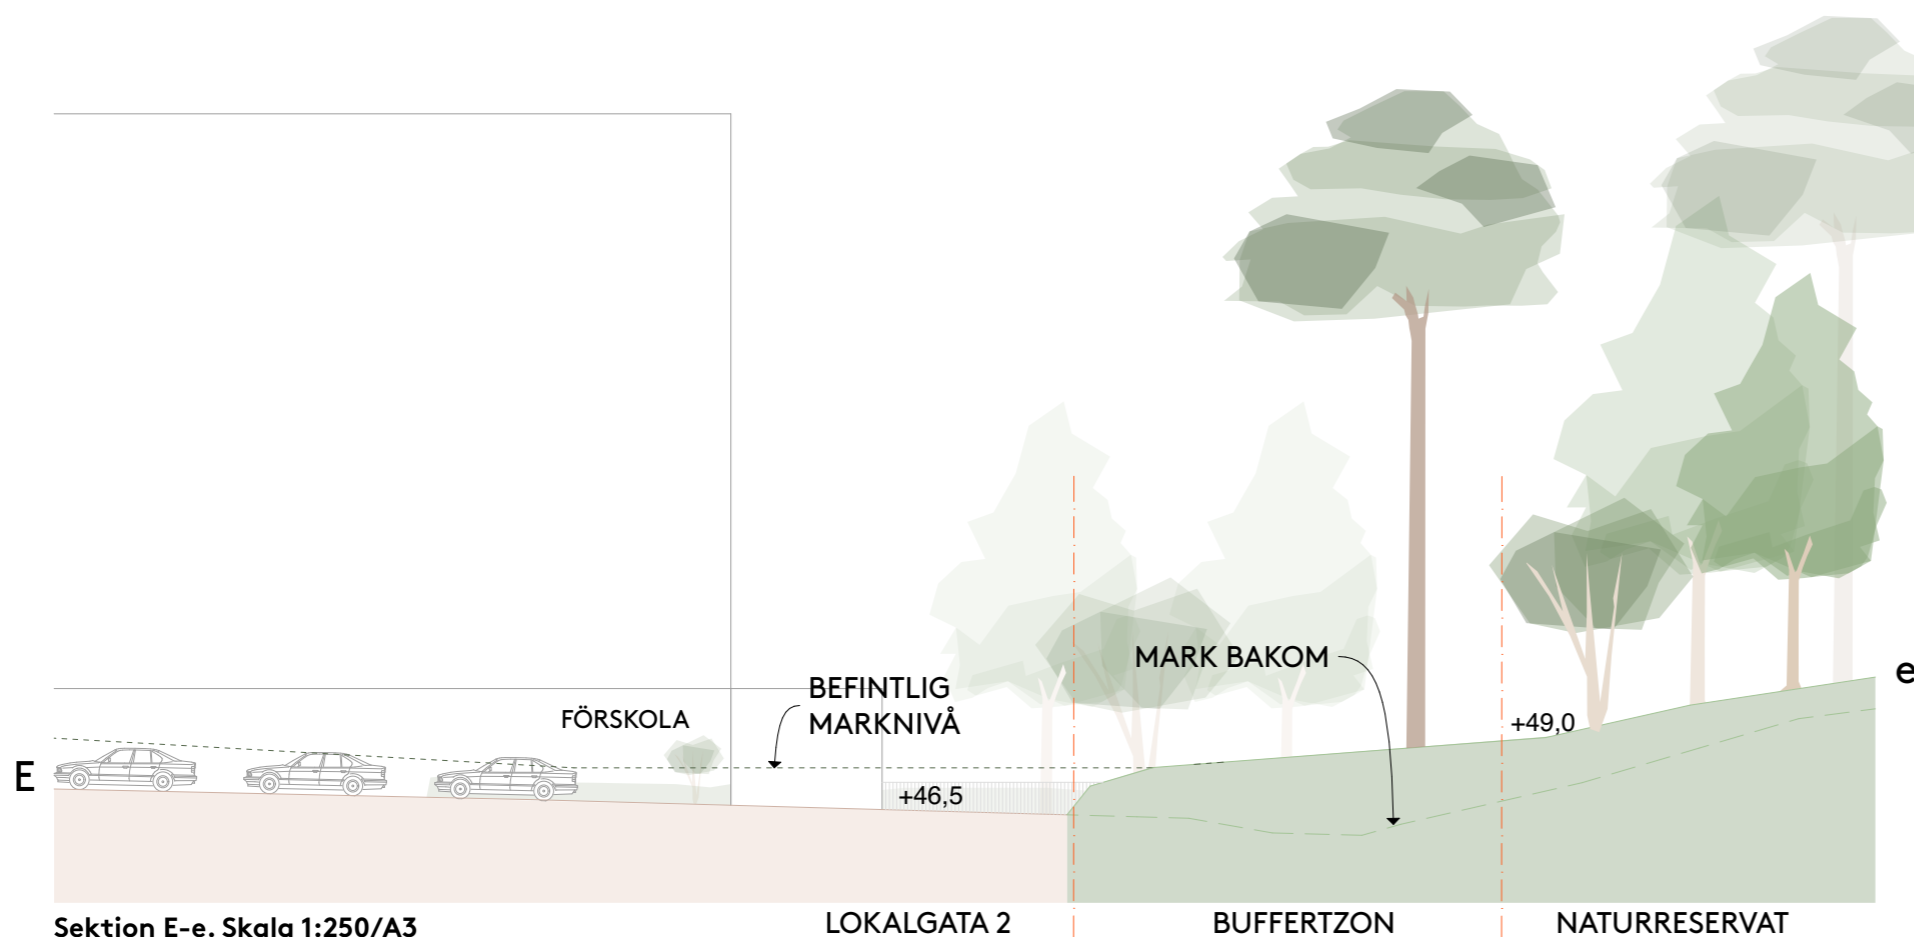 BEFINTLIG
MARKNIVÅ
FÖRSKOLA
MARK BAKOM
E
e
+46,5
+49,0
LOKALGATA 2
BUFFERTZON
NATURRESERVAT
Sektion E-e. Skala 1:250/A3